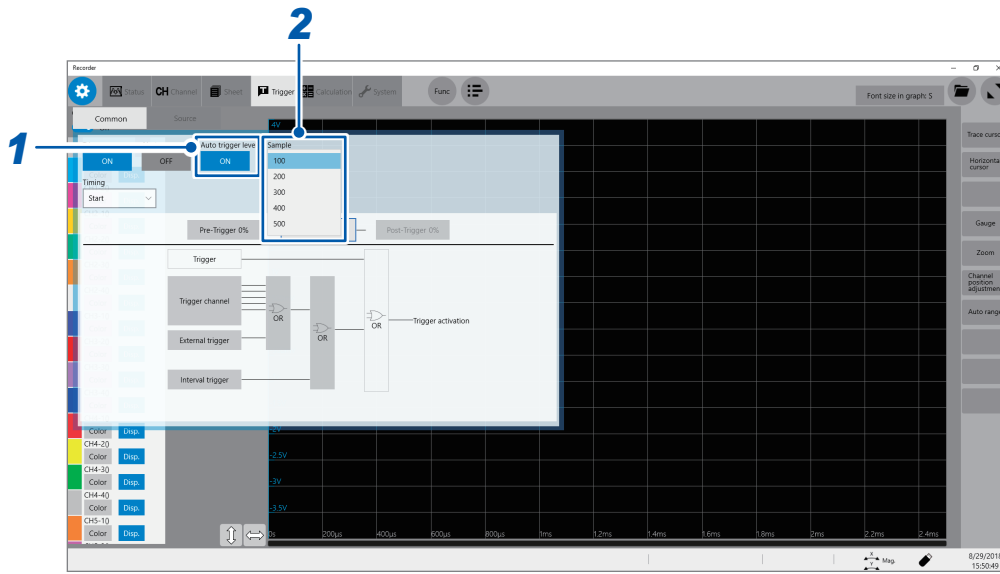 2
1
Recorder
Status
CH Channel
Sheet
Trigger
Calculation
System
Func
Font size in graph: S
Common
Source
4V
Auto trigger leve
Sample
ON
OFF
ON
100
200
300
400
500
Timing
Start
Pre-Trigger 0%
Post-Trigger 0%
Trigger
Trigger channel
External trigger
Interval trigger
OR
OR
OR
Trigger activation
Trace curso
Horizonta
cursor
Gauge
Zoom
Channel
position
adjustmen
Auto range
Color Disp.
CH4-2()
Color Disp.
CH4-3()
Color Disp.
CH4-4()
Color Disp.
CH5-1()
Color Disp.
-2V
-2.5V
-3V
-3.5V
0s 200μs 400μs 600μs 800μs 1ms 1.2ms 1.4ms 1.6ms 1.8ms 2ms 2.2ms 2.4ms
X
Y
Mag.
8/29/2018
15:50:49